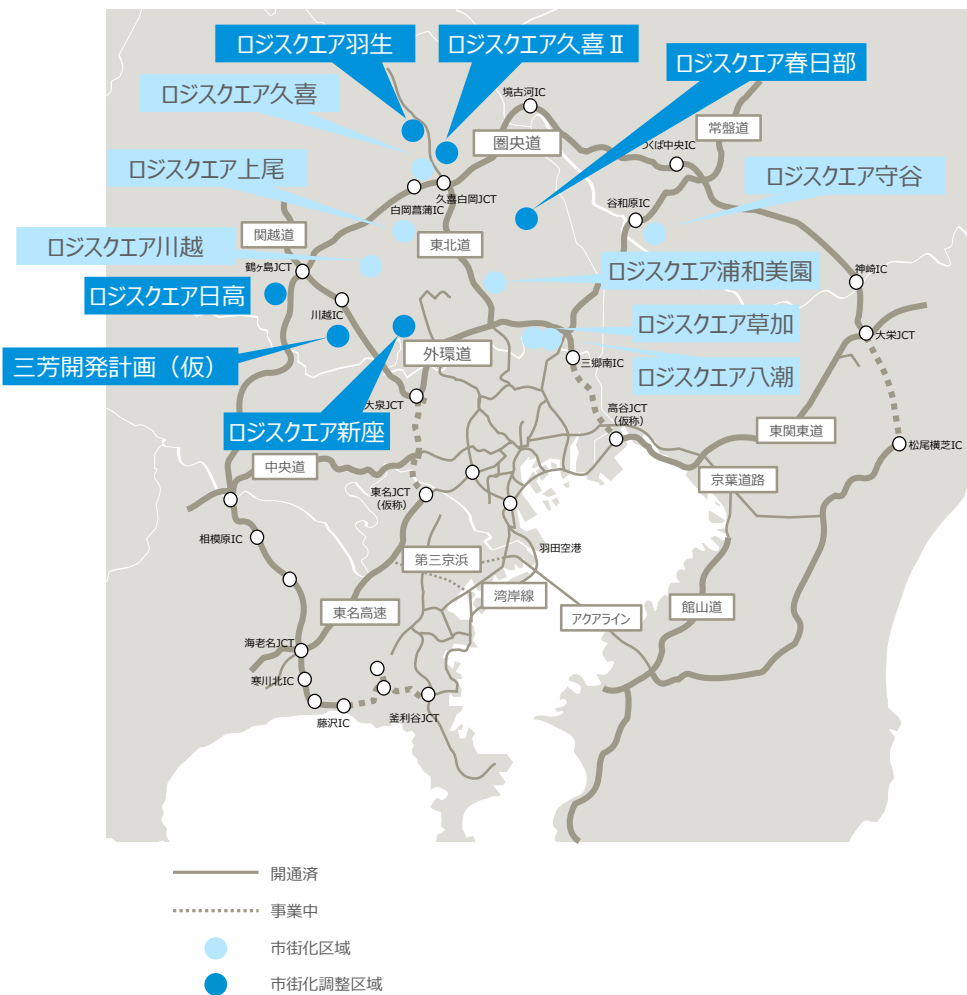 ロジスクエア羽生
ロジスクエア久喜Ⅱ
ロジスクエア春日部
ロジスクエア久喜
境古河IC
常盤道
圏央道
つくば中央IC
ロジスクエア上尾
久喜白岡JCT
白岡菖蒲IC
ロジスクエア守谷
谷和原IC
関越道
東北道
ロジスクエア川越
鶴ヶ島JCT
ロジスクエア浦和美園
神崎IC
ロジスクエア日高
川越IC
ロジスクエア草加
大栄JCT
外環道
三芳開発計画（仮）
三郷南IC
ロジスクエア八潮
大泉JCT
高谷JCT
（仮称）
ロジスクエア新座
東関東道
松尾横芝IC
中央道
京葉道路
東名JCT
（仮称）
相模原IC
羽田空港
第三京浜
湾岸線
東名高速
館山道
アクアライン
海老名JCT
寒川北IC
藤沢IC
釜利谷JCT
開通済
事業中
市街化区域
市街化調整区域